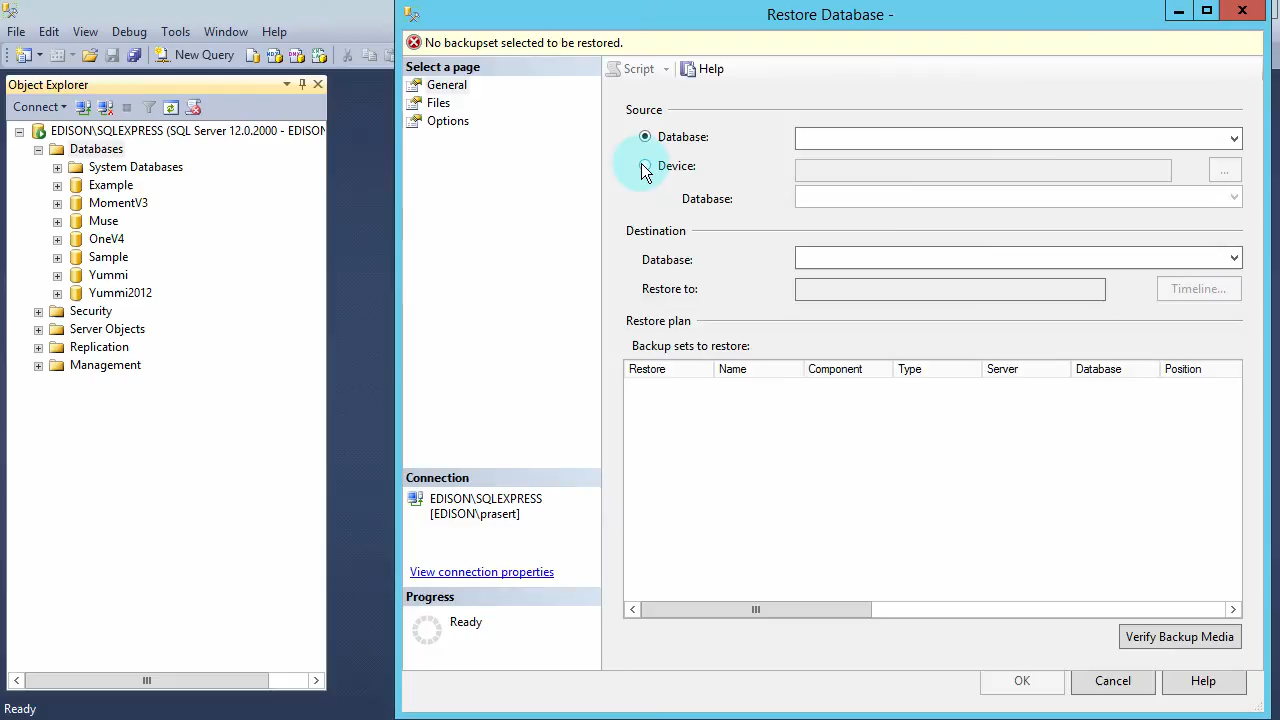 Restore Database -
File Edit View Debug Tools Window Help
New Query
No backupset selected to be restored.
Object Explorer
Connect
EDISON\SQLEXPRESS (SQL Server 12.0.2000 - EDISON
Databases
System Databases
Example
MomentV3
Muse
OneV4
Sample
Yummi
Yummi2012
Security
Server Objects
Replication
Management
Ready
Select a page
General
Files
Options
Connection
EDISON\SQLEXPRESS
[EDISON\prasert]
View connection properties
Progress
Ready
Script Help
Source
Database:
Device:
...
Database:
Destination
Database:
Restore to:
Timeline...
Restore plan
Backup sets to restore:
Restore Name Component Type Server Database Position
Verify Backup Media
OK Cancel Help